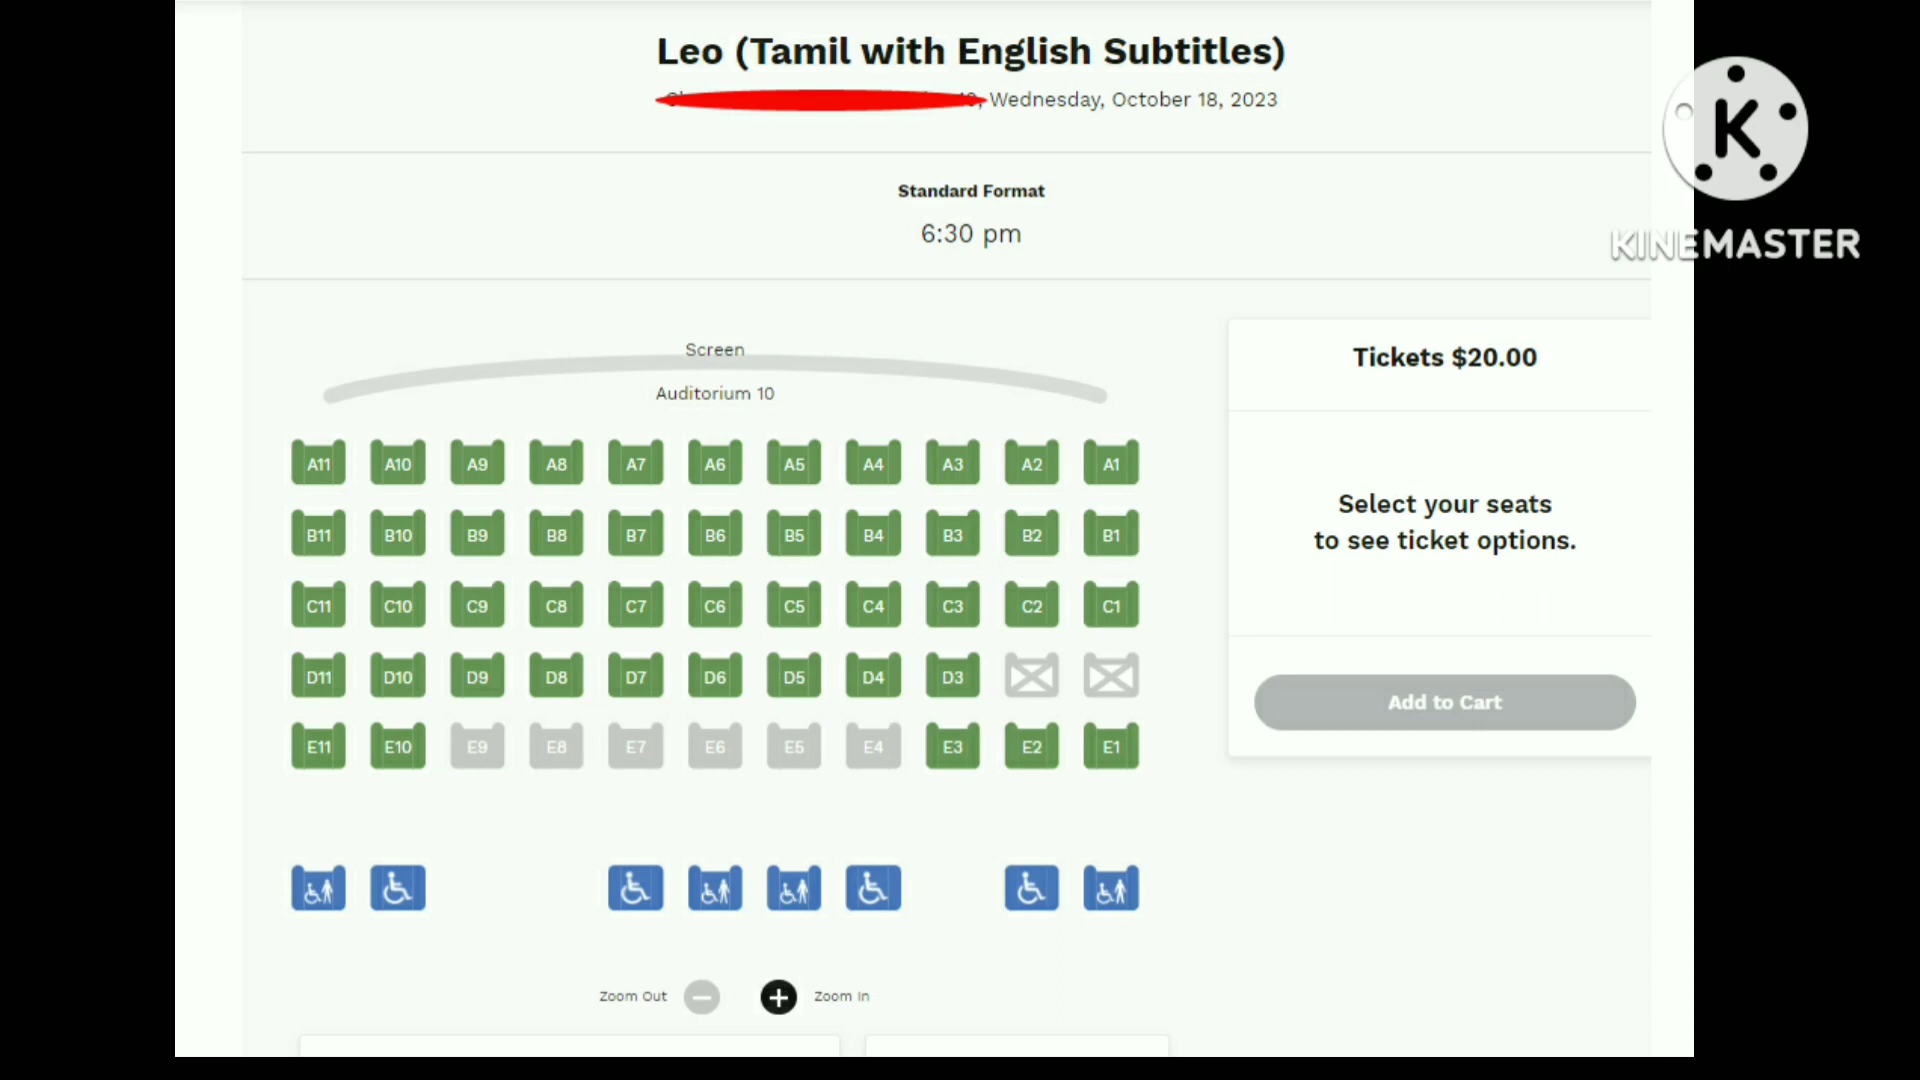 Leo (Tamil with English Subtitles)
Wednesday, October 18, 2023
Standard Format
6:30 pm
Screen
Auditorium 10
A11 A10 A9 A8 A7 A6 A5 A4 A3 A2 A1
B11 B10 B9 B8 B7 B6 B5 B4 B3 B2 B1
C11 C10 C9 C8 C7 C6 C5 C4 C3 C2 C1
D11 D10 D9 D8 D7 D6 D5 D4 D3
E11 E10 E9 E8 E7 E6 E5 E4 E3 E2 E1
Zoom Out − + Zoom In
Tickets $20.00
Select your seats
to see ticket options.
Add to Cart
K
KINEMASTER